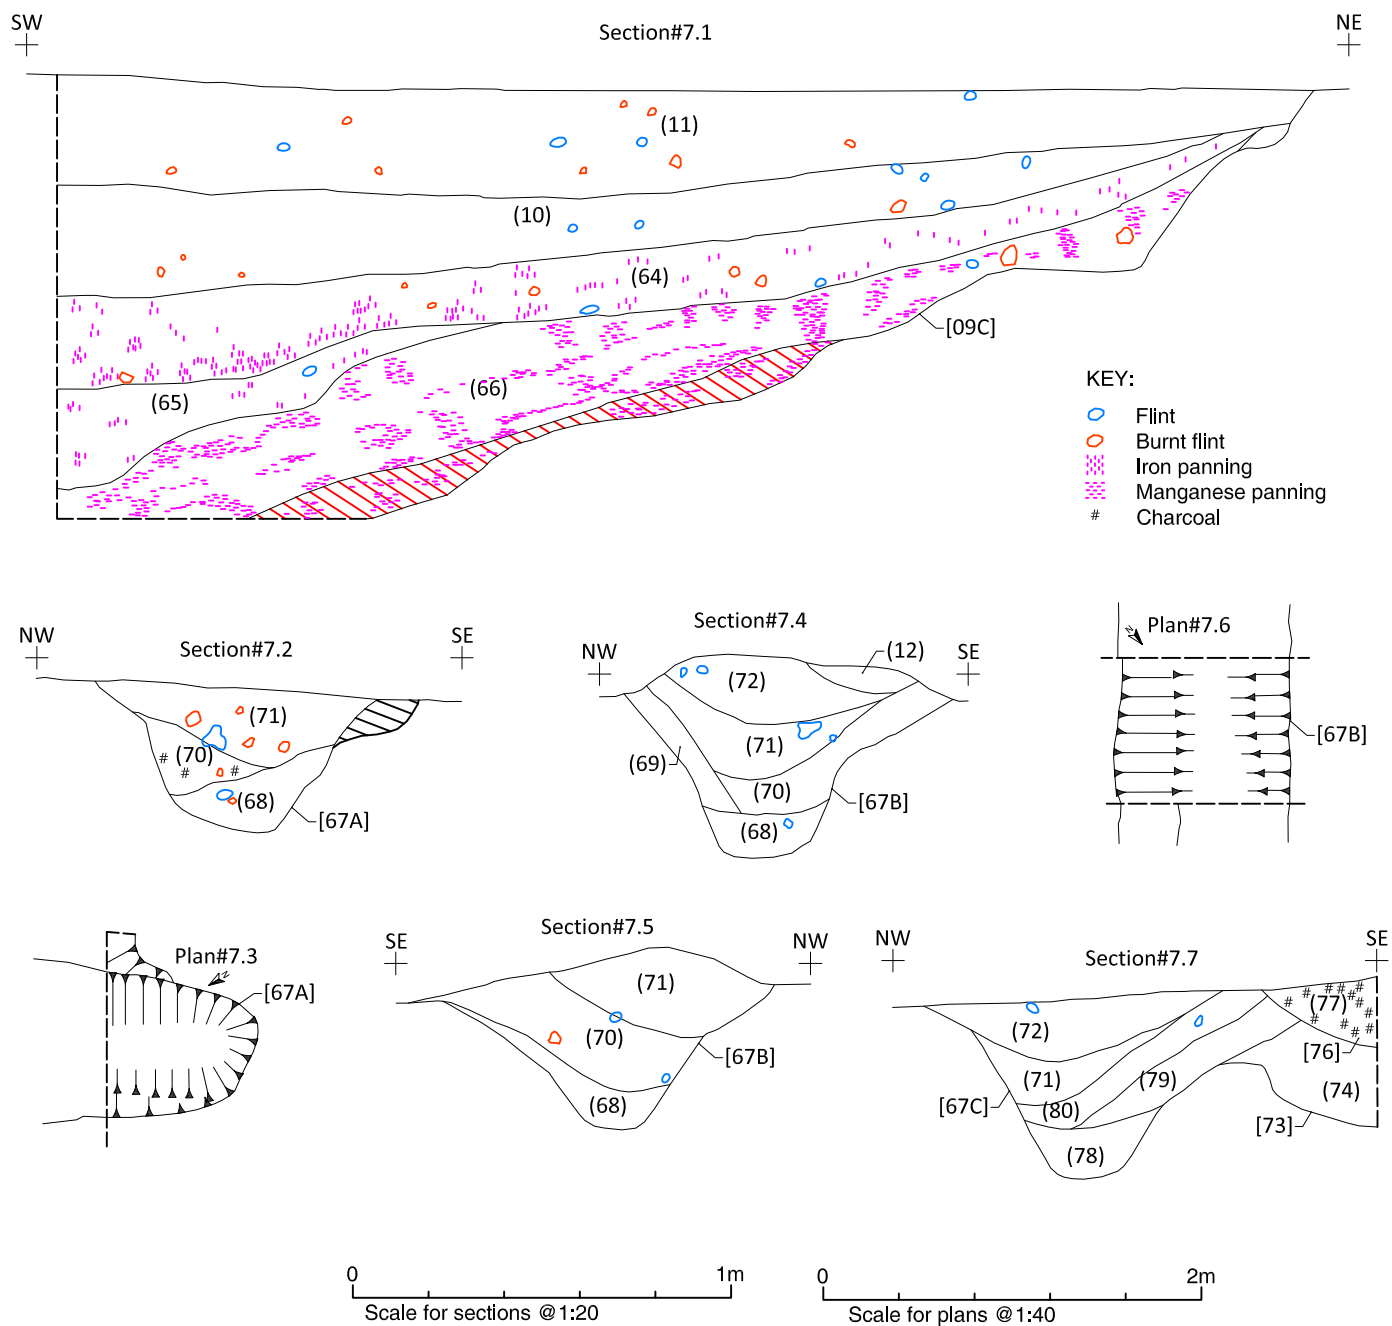 SW
Section#7.1
NE
(11)
(10)
(64)
[09C]
(65)
(66)
KEY:
Flint
Burnt flint
Iron panning
Manganese panning
# Charcoal
NW
Section#7.2
SE
(71)
(70)
# # #
(68)
[67A]
NW
Section#7.4
SE
(12)
(72)
(71)
(69)
(70)
(68)
[67B]
N
Plan#7.6
[67B]
Plan#7.3
N
[67A]
SE
Section#7.5
NW
(71)
(70)
(68)
[67B]
NW
Section#7.7
SE
(77)
(72)
[76]
(71)
(79)
(74)
[67C]
(80)
[73]
(78)
0 1m
Scale for sections @1:20
0 2m
Scale for plans @1:40